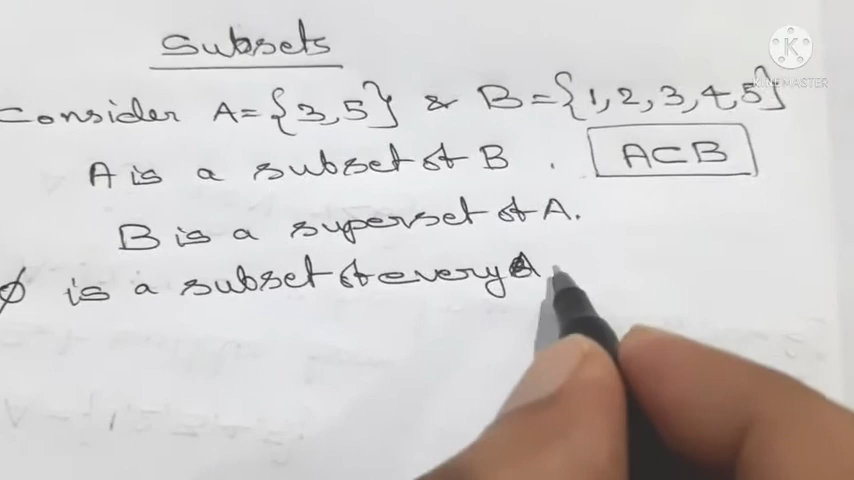 Subsets
KINEMASTER
Consider A={3,5} & B={1,2,3,4,5}
A is a subset of B . A⊂B
B is a superset of A.
∅ is a subset of every